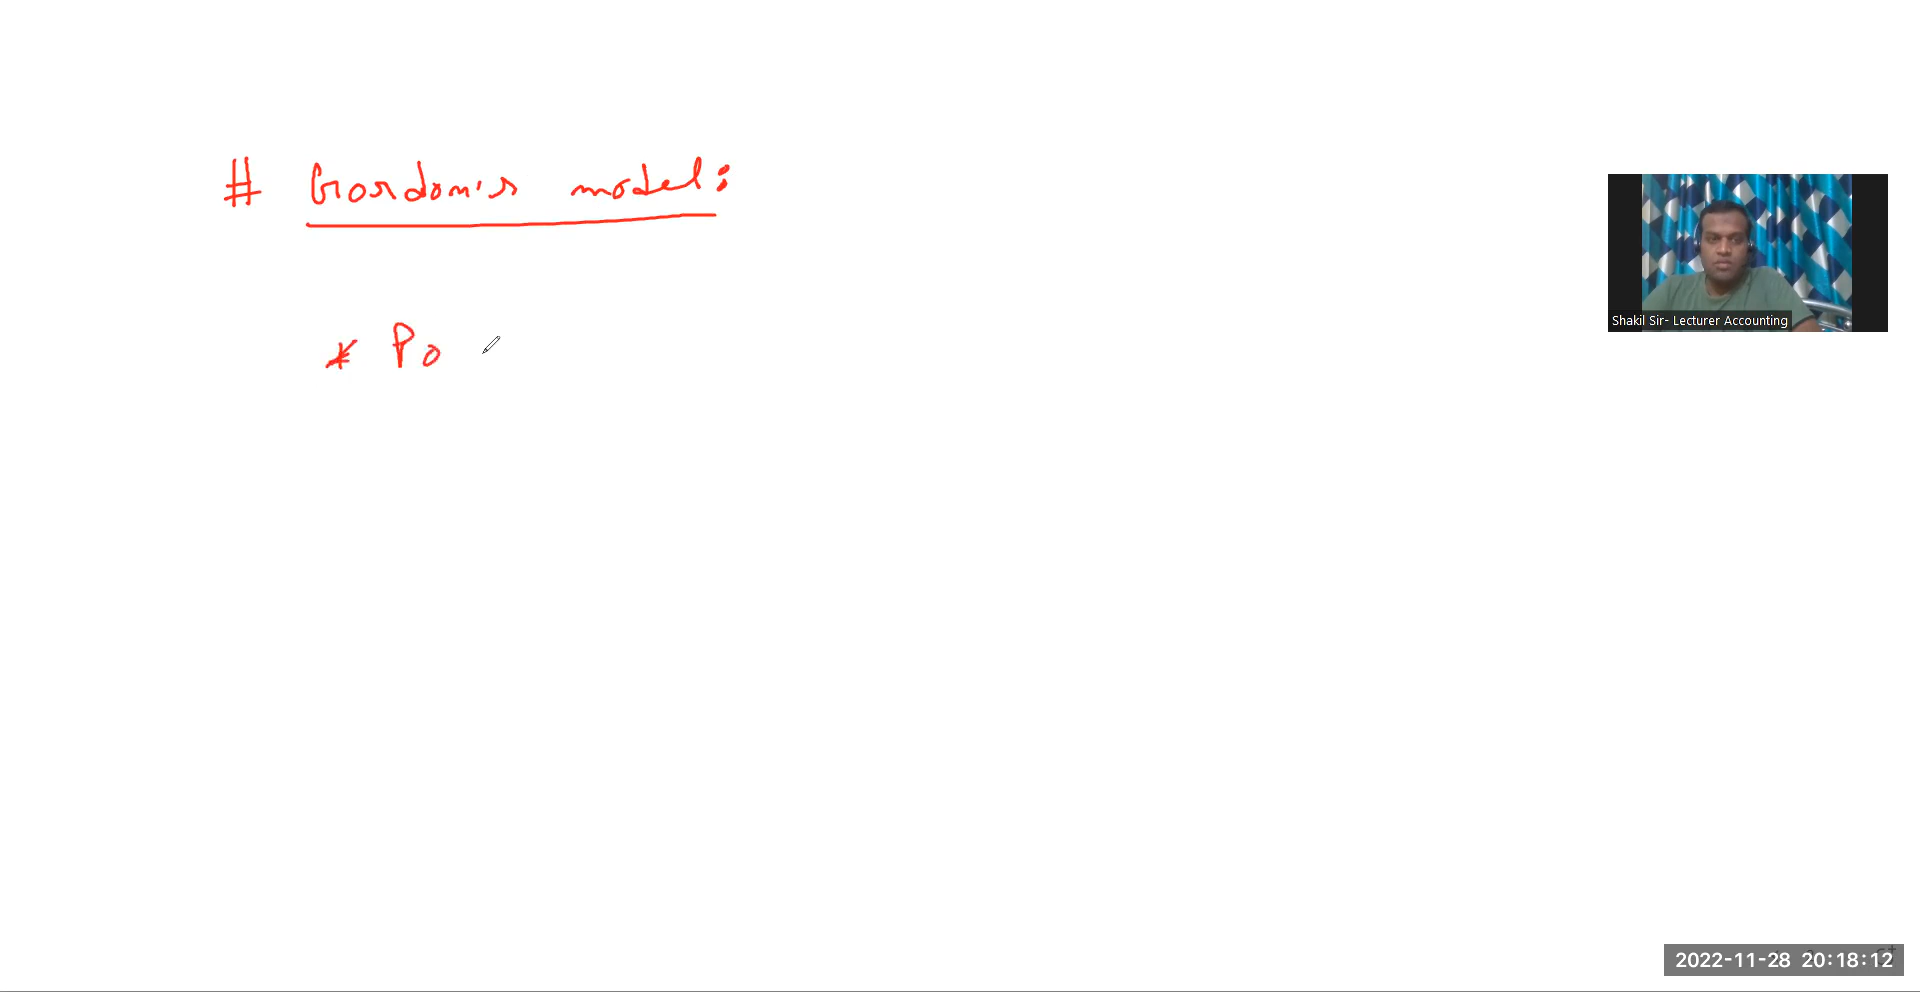 # Gordon's model:
* Po
Shakil Sir- Lecturer Accounting
2022-11-28 20:18:12